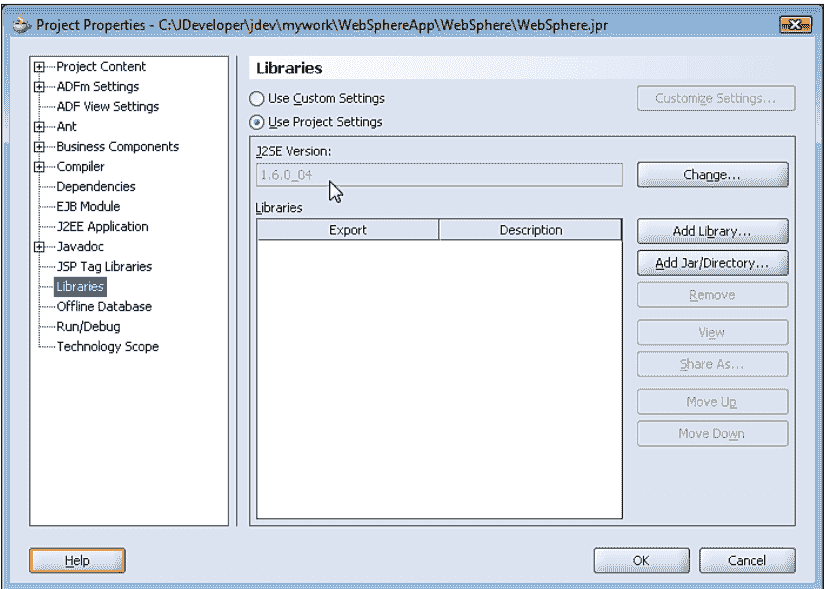 Project Properties - C:\JDeveloper\jdev\mywork\WebSphereApp\WebSphere\WebSphere.jpr
Project Content
ADFm Settings
ADF View Settings
Ant
Business Components
Compiler
Dependencies
EJB Module
J2EE Application
Javadoc
JSP Tag Libraries
Libraries
Offline Database
Run/Debug
Technology Scope
Libraries
Use Custom Settings
Customize Settings...
Use Project Settings
J2SE Version:
1.6.0_04
Change...
Libraries
Export Description
Add Library...
Add Jar/Directory...
Remove
View
Share As...
Move Up
Move Down
Help
OK
Cancel